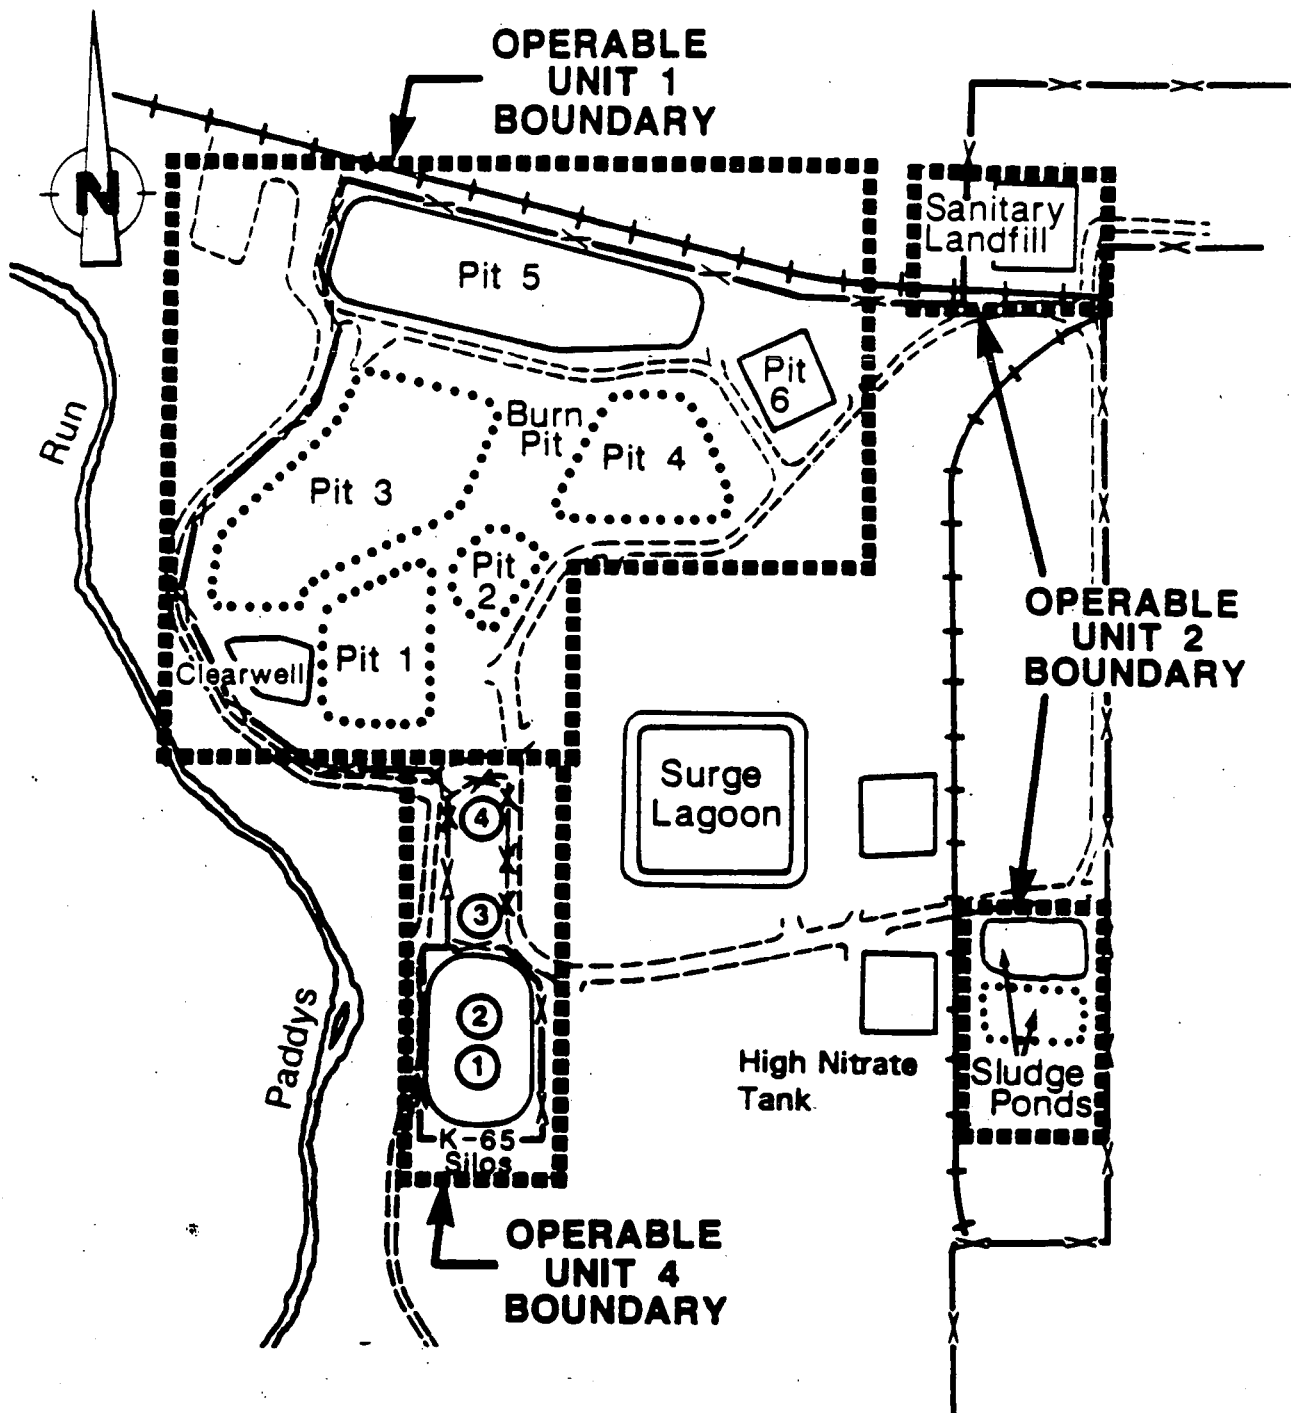 OPERABLE
UNIT 1
BOUNDARY
N
Sanitary
Landfill
Pit 5
Pit
6
Burn
Pit
Pit 4
Run
Pit 3
Pit
2
OPERABLE
UNIT 2
BOUNDARY
Pit 1
Clearwell
Surge
Lagoon
4
3
Paddys
2
1
High Nitrate
Tank
Sludge
Ponds
K-65
Silos
OPERABLE
UNIT 4
BOUNDARY